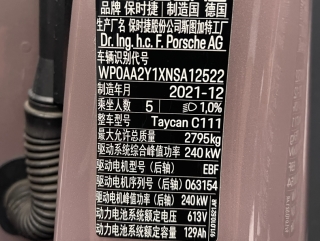 品牌 保时捷 | 制造国 德国
生产厂名 保时捷股份公司斯图加特工厂
Dr. Ing. h.c. F. Porsche AG
车辆识别代号
WP0AA2Y1XNSA12522
制造年月 2021-12
乘坐人数 5 1,0%
整车型号 Taycan C111
最大允许总质量 2795kg
驱动系统综合峰值功率 240 kW
驱动电机型号(后轴) EBF
驱动电机序列号(后轴) 063154
驱动电机峰值功率(后轴) 240 kW
动力电池系统额定电压 613V
动力电池系统额定容量 129Ah